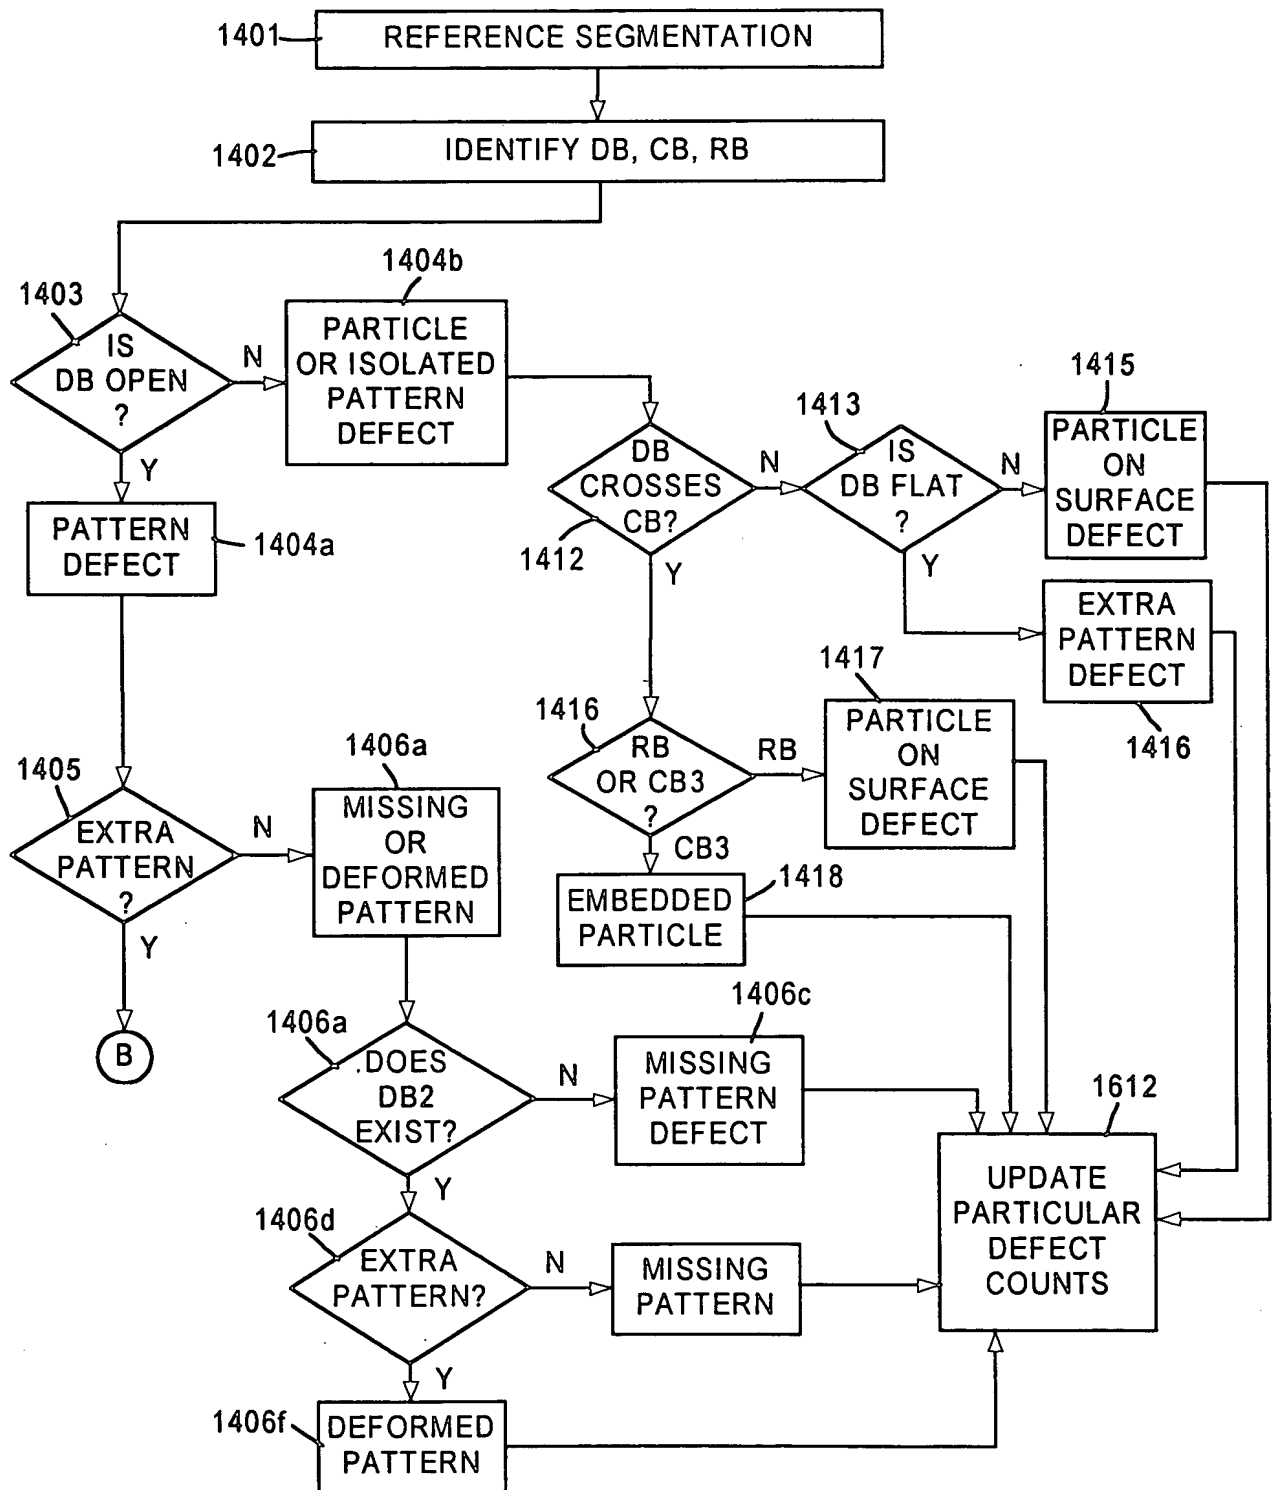 1401
REFERENCE SEGMENTATION
1402
IDENTIFY DB, CB, RB
1403
IS
DB OPEN
?
N
Y
1404b
PARTICLE
OR ISOLATED
PATTERN
DEFECT
PATTERN
DEFECT
1404a
DB
CROSSES
CB?
1412
N
Y
1413
IS
DB FLAT
?
N
Y
1415
PARTICLE
ON
SURFACE
DEFECT
EXTRA
PATTERN
DEFECT
1416
1416
RB
OR CB3
?
RB
CB3
1417
PARTICLE
ON
SURFACE
DEFECT
1418
EMBEDDED
PARTICLE
1405
EXTRA
PATTERN
?
N
Y
B
1406a
MISSING
OR
DEFORMED
PATTERN
1406a
DOES
DB2
EXIST?
N
Y
1406c
MISSING
PATTERN
DEFECT
1406d
EXTRA
PATTERN?
N
Y
MISSING
PATTERN
1406f
DEFORMED
PATTERN
1612
UPDATE
PARTICULAR
DEFECT
COUNTS